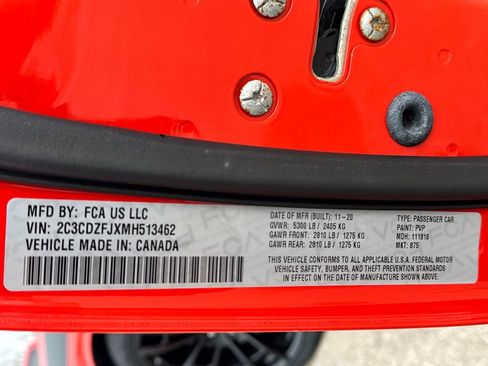 MFD BY: FCA US LLC
VIN: 2C3CDZFJXMH513462
VEHICLE MADE IN: CANADA
DATE OF MFR (BUILT): 11-20
GVWR: 5300 LB / 2405 KG
GAWR FRONT: 2810 LB / 1275 KG
GAWR REAR: 2810 LB / 1275 KG
TYPE: PASSENGER CAR
PAINT: PVP
MDH: 111816
MKT: 875
THIS VEHICLE CONFORMS TO ALL APPLICABLE U.S.A. FEDERAL MOTOR
VEHICLE SAFETY, BUMPER, AND THEFT-PREVENTION STANDARDS
IN EFFECT ON THE DATE OF MANUFACTURE SHOWN ABOVE.